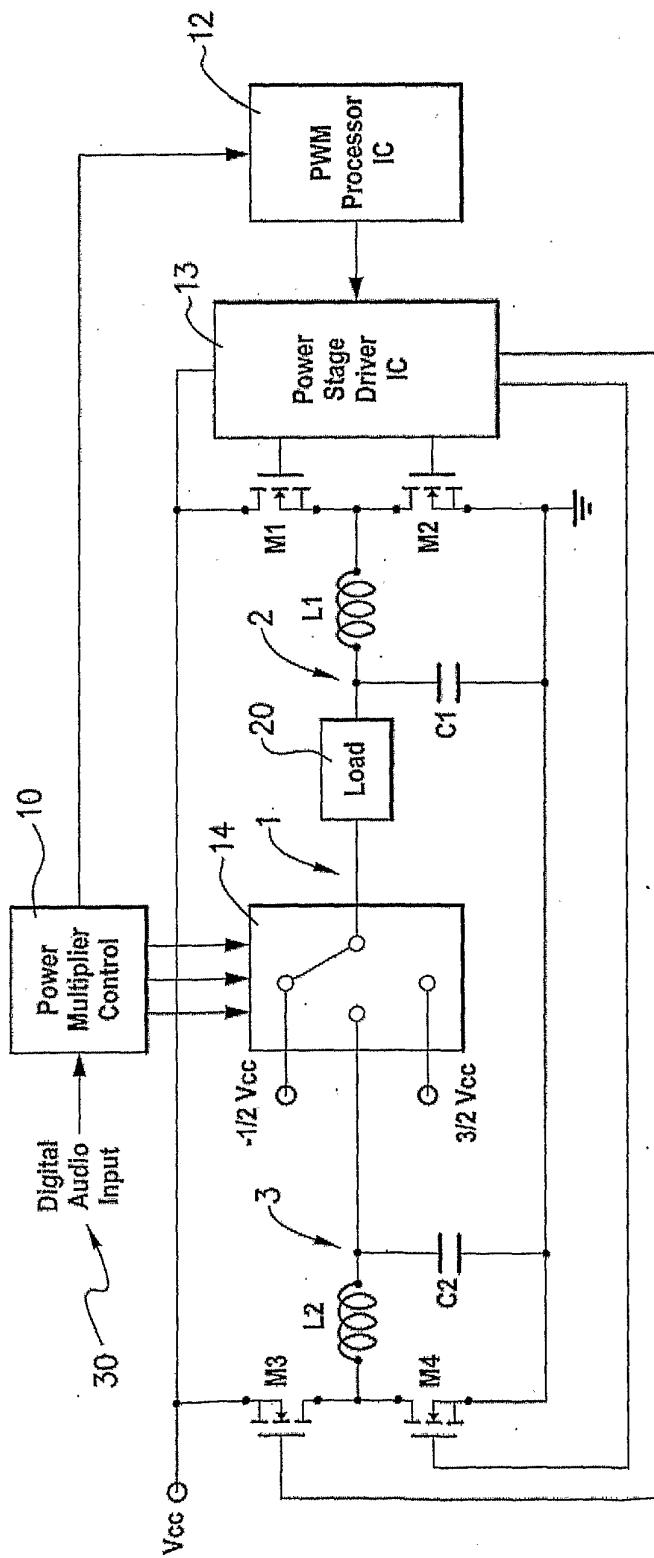 30
Digital
Audio
Input
10
Power
Multiplier
Control
Vcc
M3
M4
L2
3
C2
-1/2 Vcc
3/2 Vcc
14
1
20
Load
2
C1
L1
M1
M2
13
Power
Stage
Driver
IC
12
PWM
Processor
IC